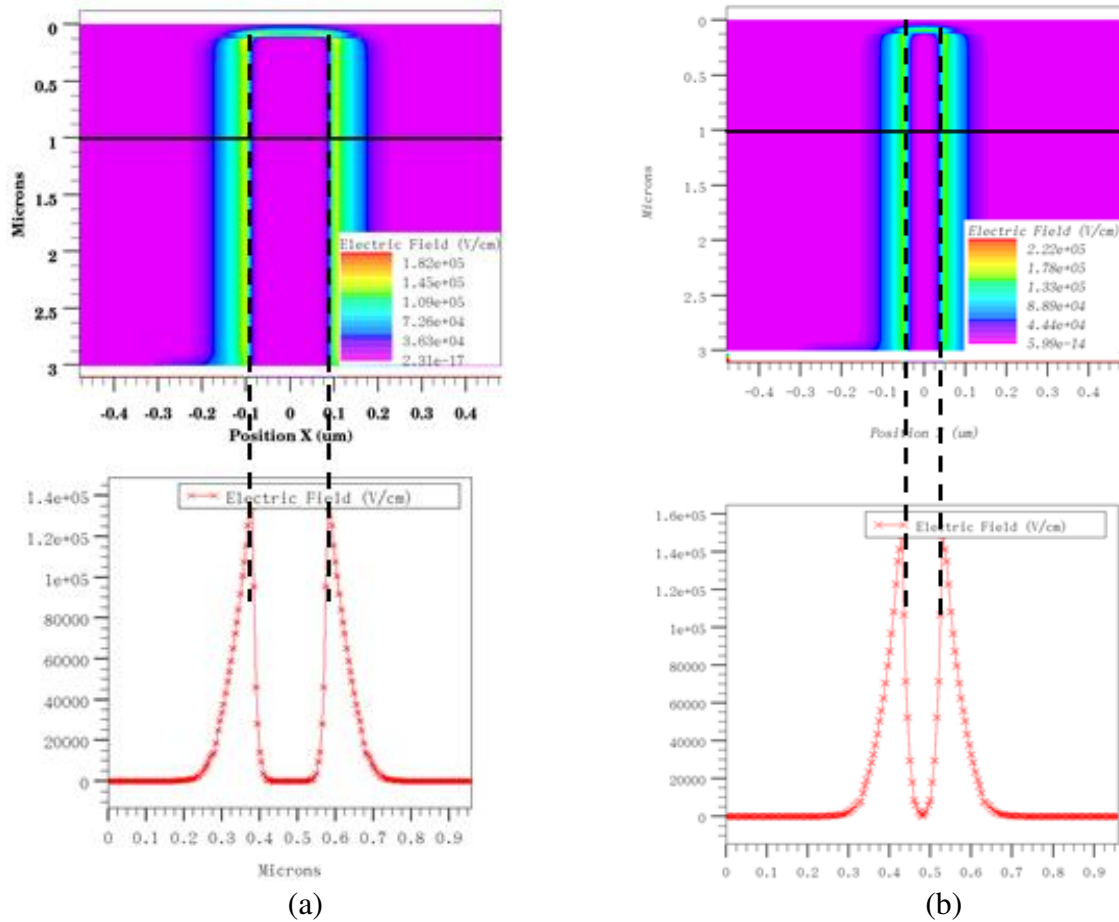 0
0.5
1
1.5
2
2.5
3
Microns
Electric Field (V/cm)
1.82e+05
1.45e+05
1.09e+05
7.26e+04
3.63e+04
2.31e-17
-0.4 -0.3 -0.2 -0.1 0 0.1 0.2 0.3 0.4
Position X (um)
Electric Field (V/cm)
1.4e+05
1.2e+05
1e+05
80000
60000
40000
20000
0
0 0.1 0.2 0.3 0.4 0.5 0.6 0.7 0.8 0.9
Microns
(a)
0
0.5
1
1.5
2
2.5
3
Microns
Electric Field (V/cm)
2.22e+05
1.78e+05
1.33e+05
8.89e+04
4.44e+04
5.99e-14
-0.4 -0.3 -0.2 -0.1 0 0.1 0.2 0.3 0.4
Position (um)
Electric Field (V/cm)
1.6e+05
1.4e+05
1.2e+05
1e+05
80000
60000
40000
20000
0
0 0.1 0.2 0.3 0.4 0.5 0.6 0.7 0.8 0.9
(b)